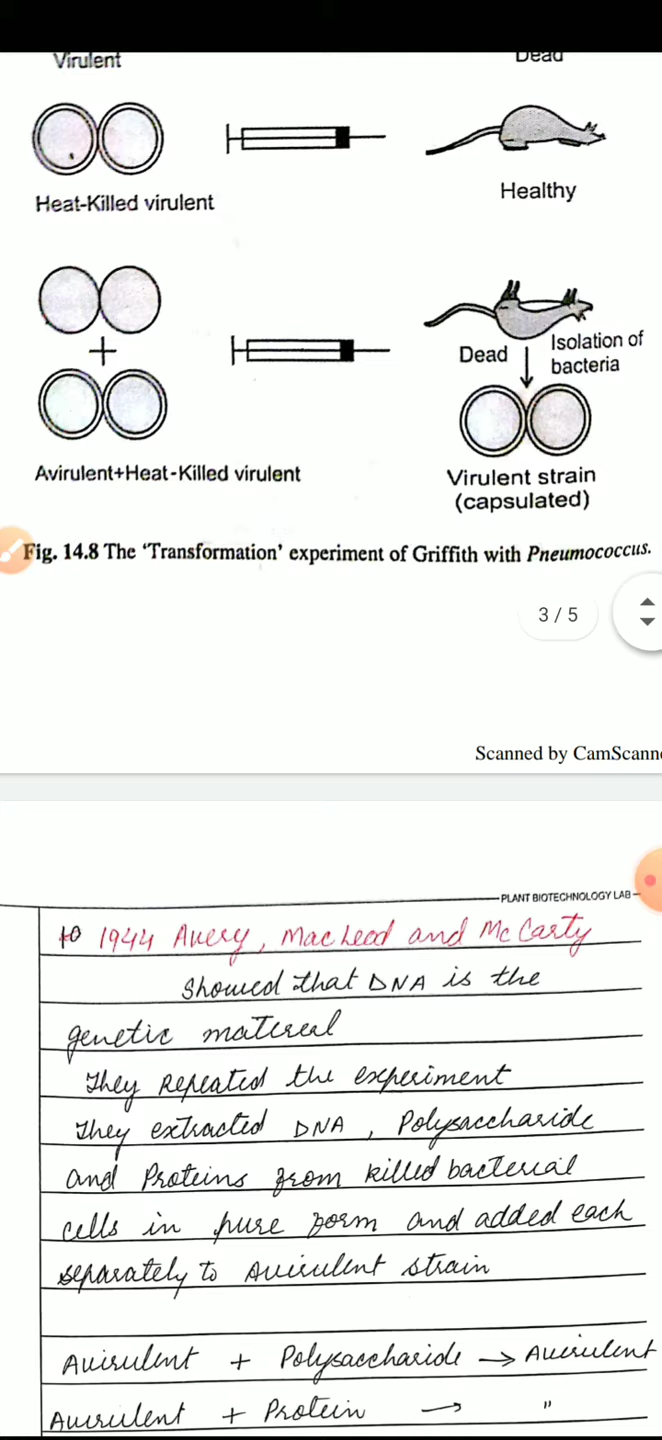 Virulent
Dead
Heat-Killed virulent
Healthy
+
Dead
Isolation of
bacteria
Avirulent+Heat-Killed virulent
Virulent strain
(capsulated)
Fig. 14.8 The ‘Transformation’ experiment of Griffith with Pneumococcus.
3 / 5
Scanned by CamScanne
PLANT BIOTECHNOLOGY LAB
1944 Avery, MacLeod and McCarty
Showed that DNA is the
genetic matereal
They repeated the experiment
They extracted DNA, Polysaccharide
and Proteins from killed bacterial
cells in pure form and added each
separately to avirulent strain
Avirulent + Polysaccharide → Avirulent
Avirulent + Protein → "